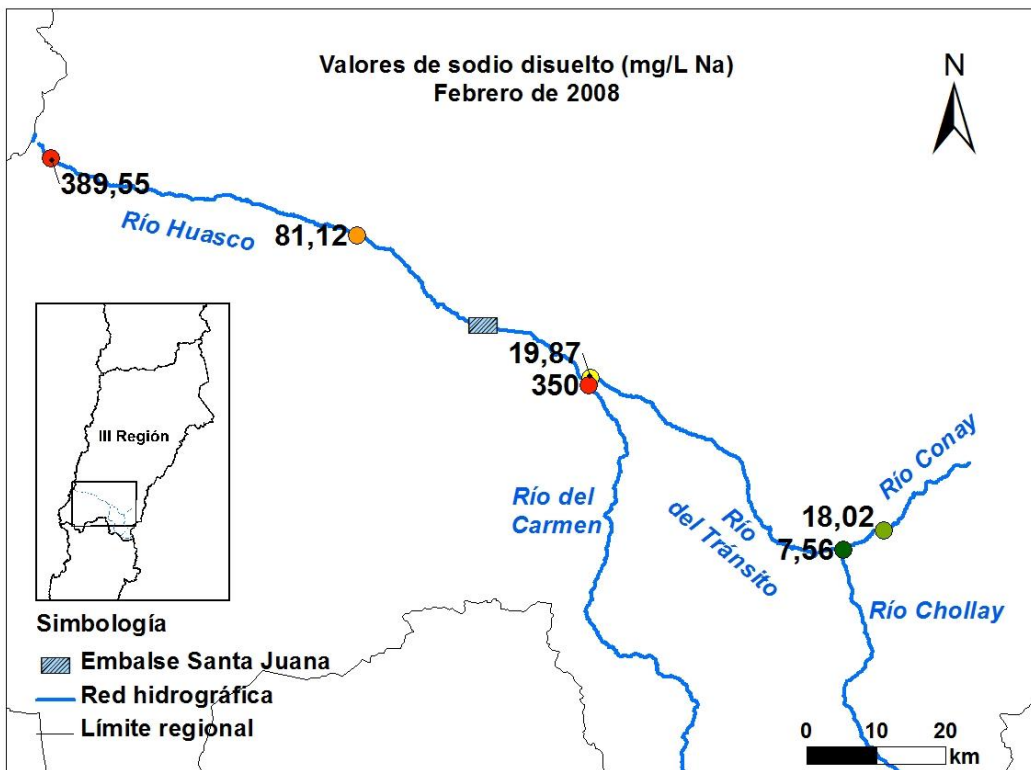 Valores de sodio disuelto (mg/L Na)
Febrero de 2008
N
389,55
Río Huasco
81,12
19,87
350
III Región
Río del
Carmen
Río
del Tránsito
Río Conay
18,02
7,56
Río Chollay
Simbología
Embalse Santa Juana
Red hidrográfica
Límite regional
0 10 20
km